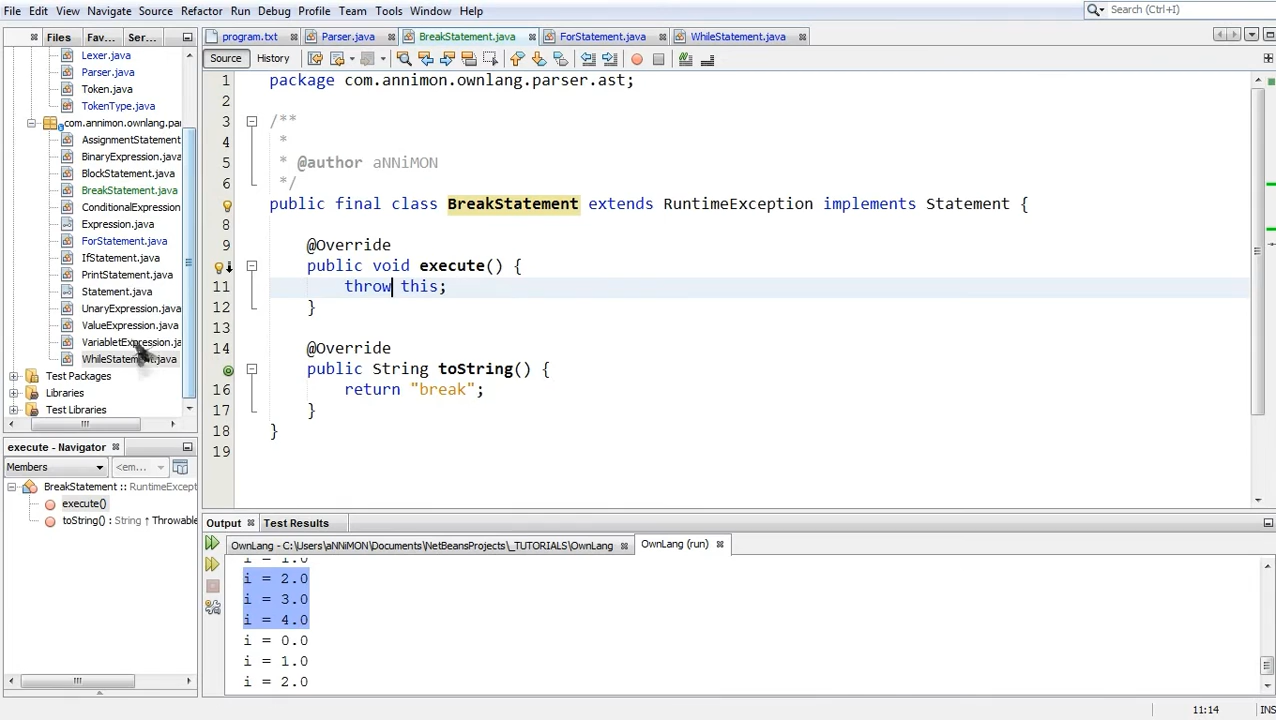 File Edit View Navigate Source Refactor Run Debug Profile Team Tools Window Help
Search (Ctrl+I)
Files Fav... Ser...
program.txt Parser.java BreakStatement.java ForStatement.java WhileStatement.java
Source History
Lexer.java
Parser.java
Token.java
TokenType.java
com.annimon.ownlang.par
AssignmentStatement
BinaryExpression.java
BlockStatement.java
BreakStatement.java
ConditionalExpression
Expression.java
ForStatement.java
IfStatement.java
PrintStatement.java
Statement.java
UnaryExpression.java
ValueExpression.java
VariabletExpression.ja
WhileStatement.java
Test Packages
Libraries
Test Libraries
execute - Navigator
Members <em...
BreakStatement :: RuntimeExcept
execute()
toString() : String ↑ Throwable
1 package com.annimon.ownlang.parser.ast;
2
3 /**
4 *
5 * @author aNNiMON
6 */
public final class BreakStatement extends RuntimeException implements Statement {
8
9 @Override
public void execute() {
11 throw this;
12 }
13
14 @Override
public String toString() {
16 return "break";
17 }
18 }
19
Output Test Results
OwnLang - C:\Users\aNNiMON\Documents\NetBeansProjects\_TUTORIALS\OwnLang OwnLang (run)
i = 1.0
i = 2.0
i = 3.0
i = 4.0
i = 0.0
i = 1.0
i = 2.0
11:14 INS